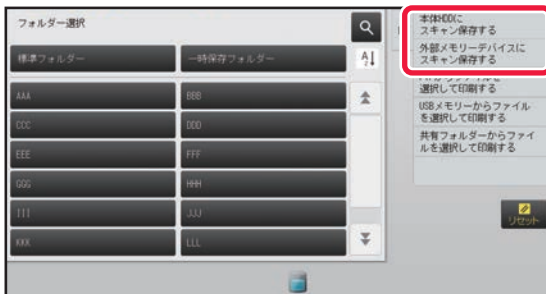 フォルダー選択
標準フォルダー
一時保存フォルダー
AAA
BBB
CCC
DDD
EEE
FFF
GGG
HHH
III
JJJ
KKK
LLL
本体HDDに
スキャン保存する
外部メモリーデバイスに
スキャン保存する
選択して印刷する
USBメモリーからファイル
を選択して印刷する
共有フォルダーからファイ
ルを選択して印刷する
リセット